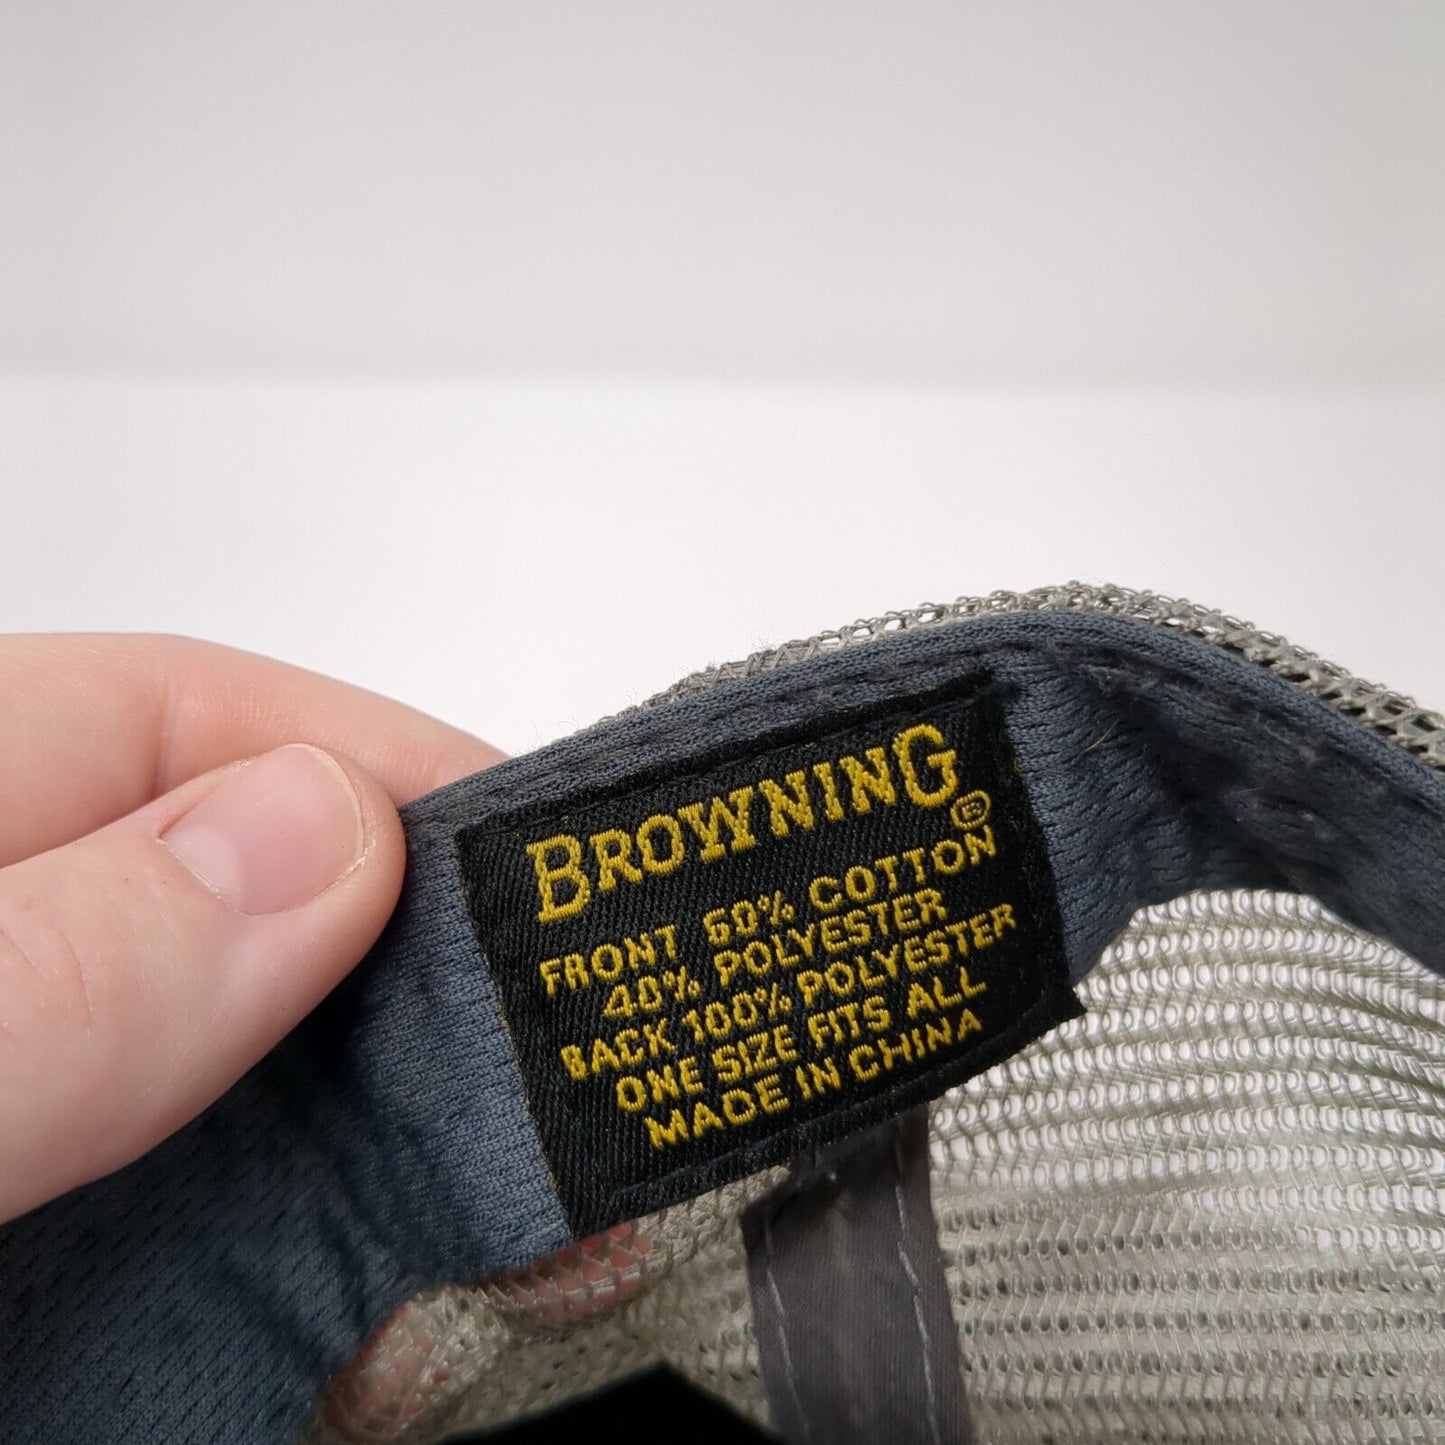 BROWNING®
FRONT 60% COTTON
40% POLYESTER
BACK 100% POLYESTER
ONE SIZE FITS ALL
MADE IN CHINA